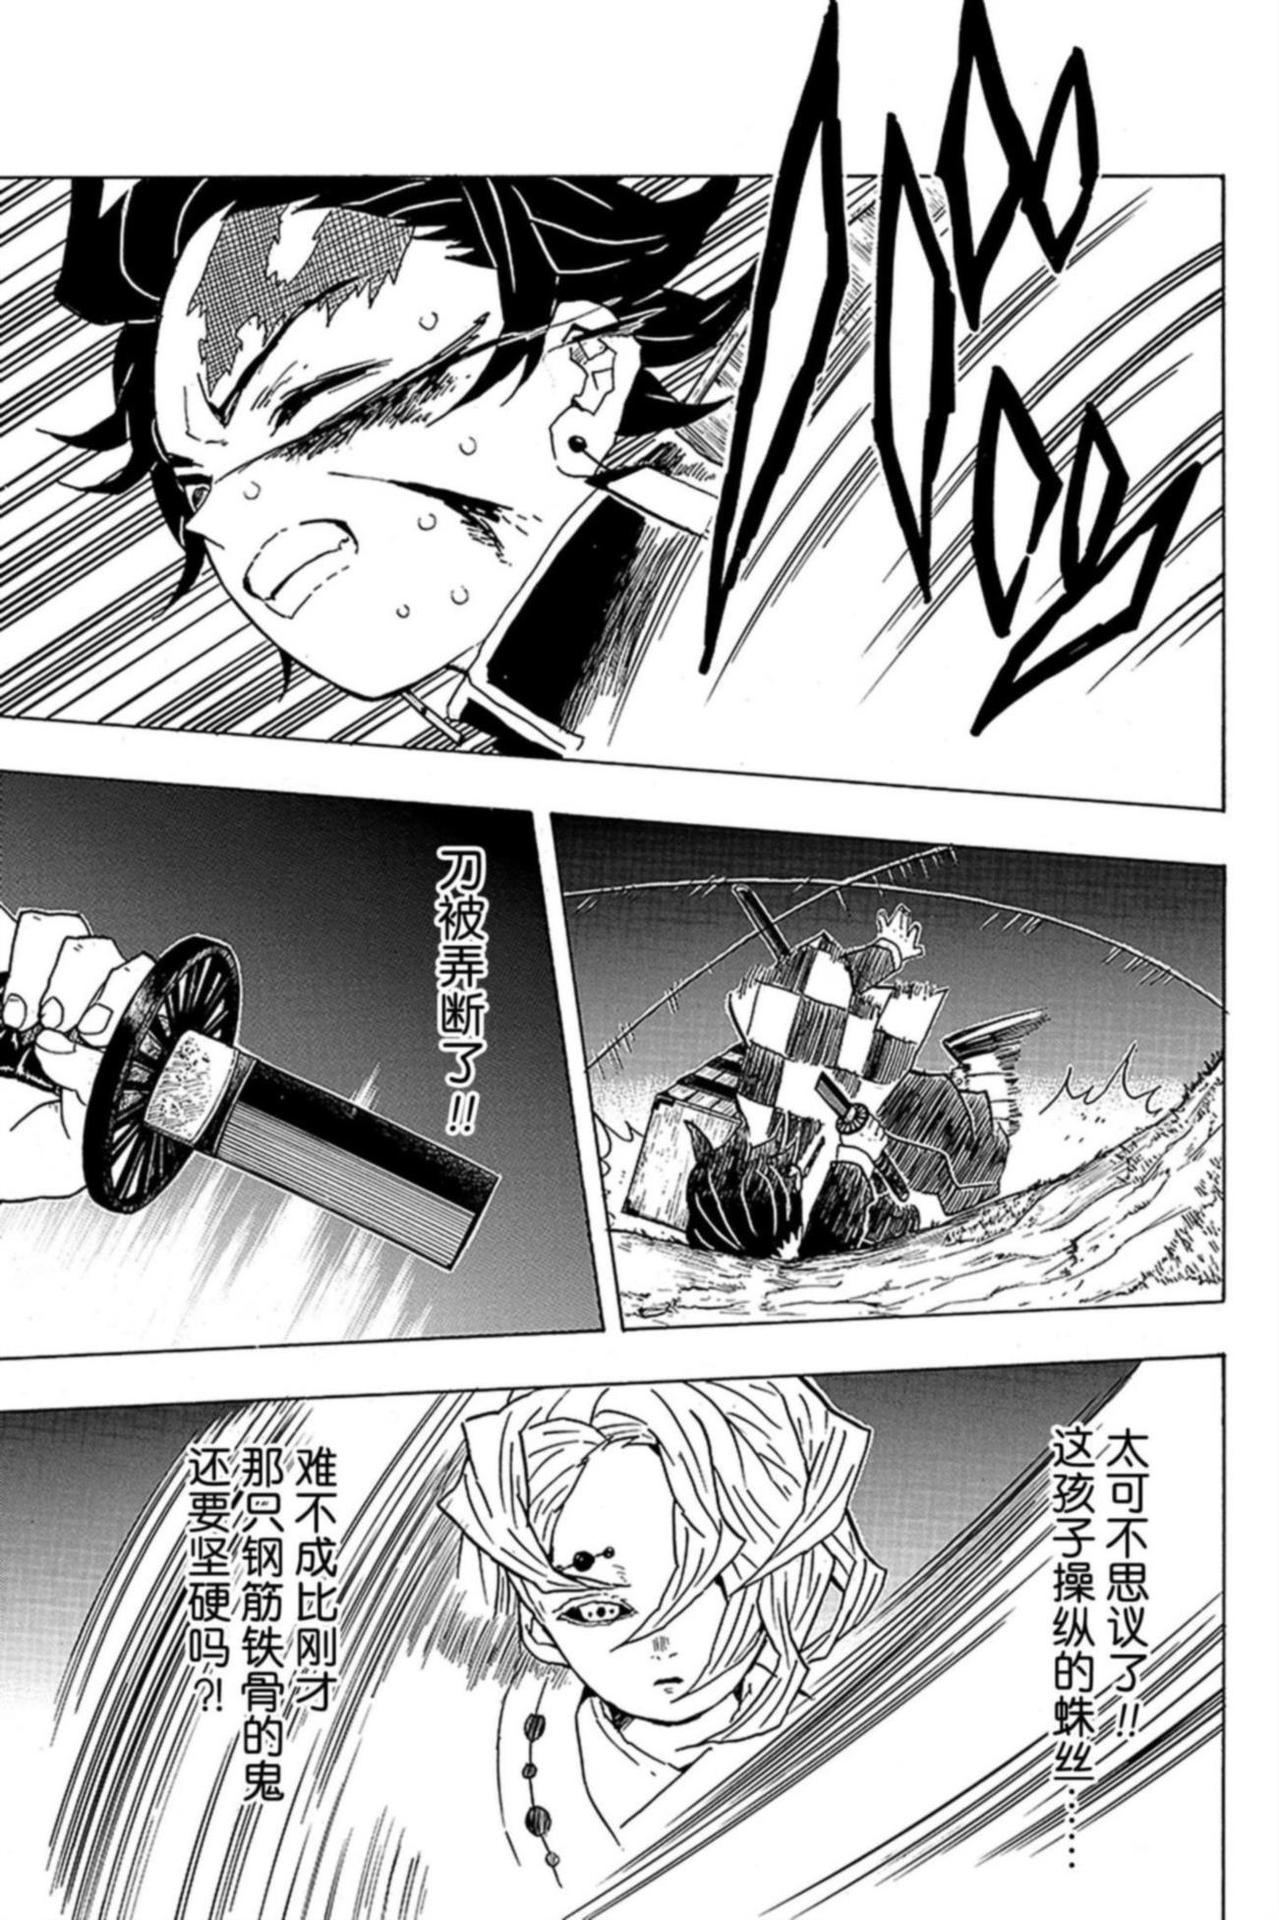 刀被弄断了!!
太可不思议了!!
这孩子操纵的蛛丝……
难不成比刚才
那只钢筋铁骨的鬼
还要坚硬吗?!